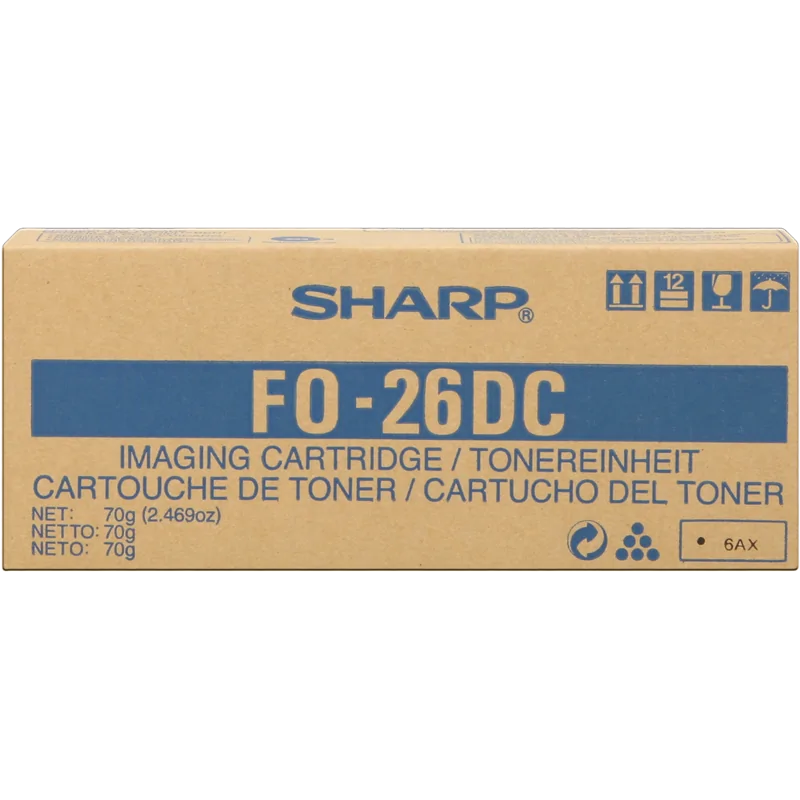 SHARP®
12
FO-26DC
IMAGING CARTRIDGE / TONEREINHEIT
CARTOUCHE DE TONER / CARTUCHO DEL TONER
NET: 70g (2.469oz)
NETTO: 70g
NETO: 70g
• 6AX